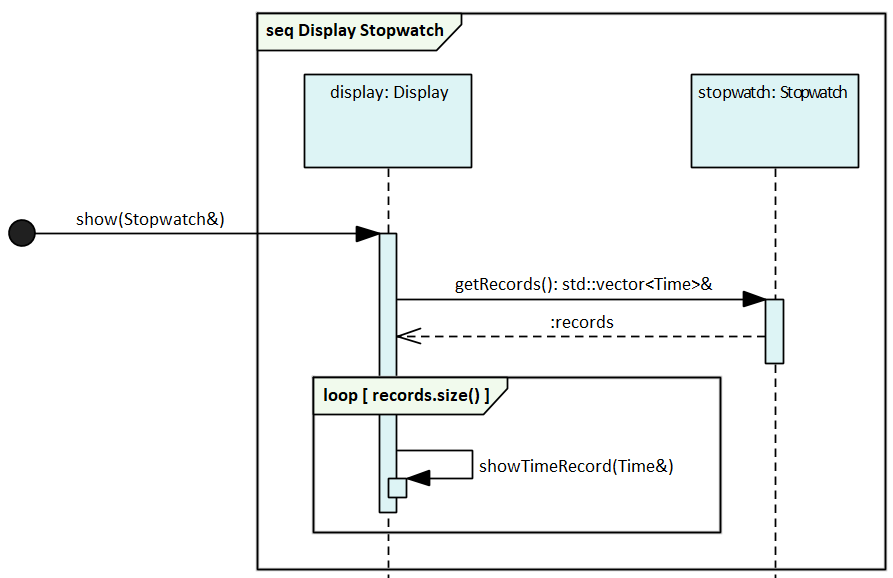 seq Display Stopwatch
display: Display
stopwatch: Stopwatch
show(Stopwatch&)
getRecords(): std::vector<Time>&
:records
loop [ records.size() ]
showTimeRecord(Time&)